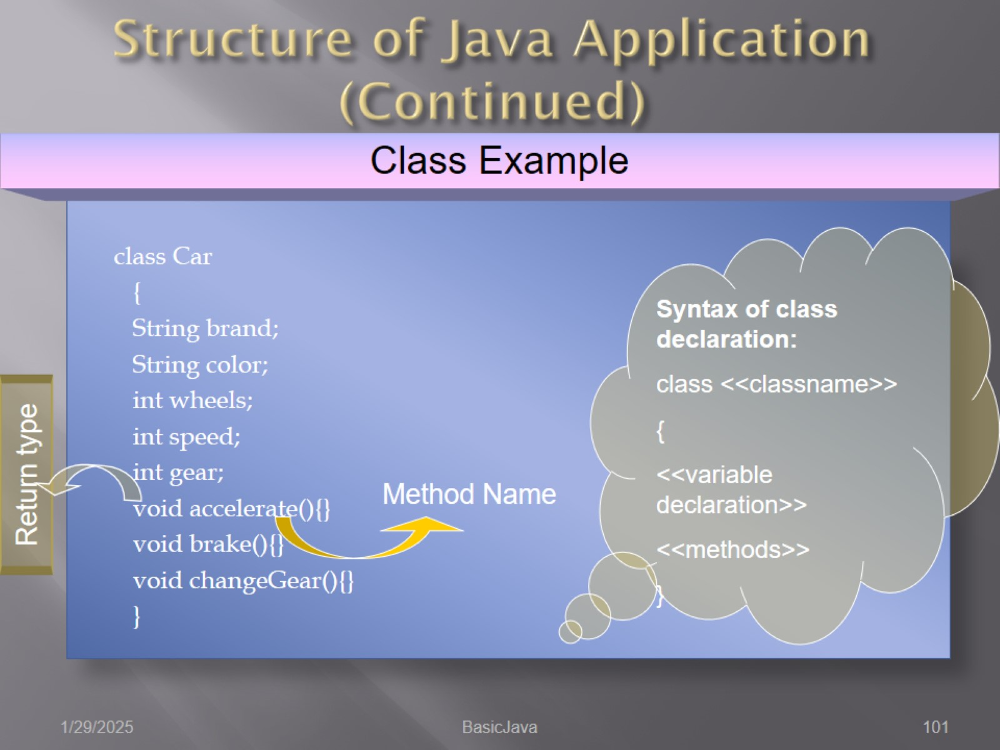 Structure of Java Application
(Continued)
Class Example
class Car
{
String brand;
String color;
int wheels;
int speed;
int gear;
void accelerate(){}
void brake(){}
void changeGear(){}
}
Return type
Method Name
Syntax of class
declaration:
class <<classname>>
{
<<variable
declaration>>
<<methods>>
}
1/29/2025
BasicJava
101